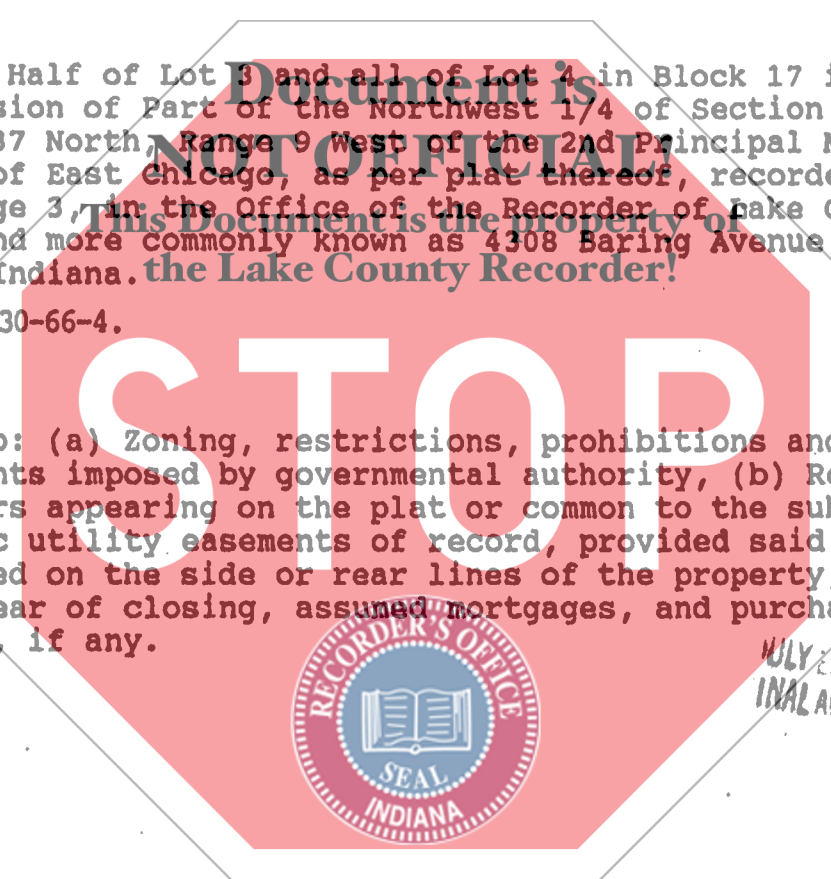 Half of Lot 3 and all of Lot 4 in Block 17 i
sion of Part of the Northwest 1/4 of Section
37 North, Range 9 West of the 2nd Principal M
of East Chicago, as per plat thereof, recorde
ge 3, in the Office of the Recorder of Lake C
nd more commonly known as 4308 Baring Avenue
Indiana.
30-66-4.
Document is
NOT OFFICIAL!
This Document is the property of
the Lake County Recorder!
STOP
o: (a) Zoning, restrictions, prohibitions and
nts imposed by governmental authority, (b) Re
rs appearing on the plat or common to the sub
c utility easements of record, provided said
ed on the side or rear lines of the property
ear of closing, assumed mortgages, and purcha
, if any.
RECORDER'S OFFICE
SEAL
INDIANA